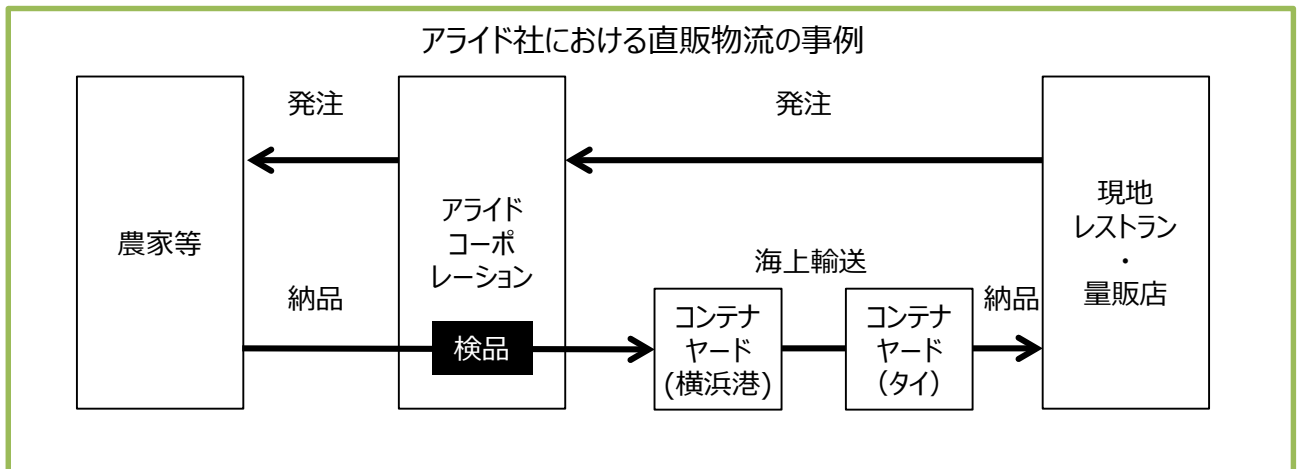 アライド社における直販物流の事例
発注
発注
農家等
アライド
コーポ
レーション
現地
レストラン
・
量販店
海上輸送
納品
納品
検品
コンテナ
ヤード
(横浜港)
コンテナ
ヤード
（タイ）